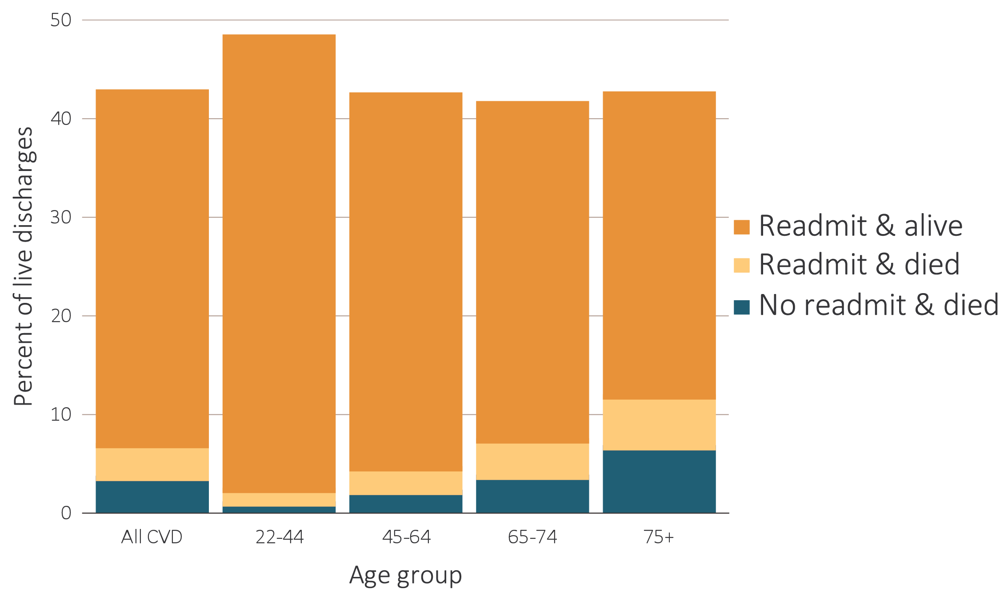 Percent of live discharges
50
40
30
20
10
0
All CVD
22-44
45-64
65-74
75+
Age group
Readmit & alive
Readmit & died
No readmit & died